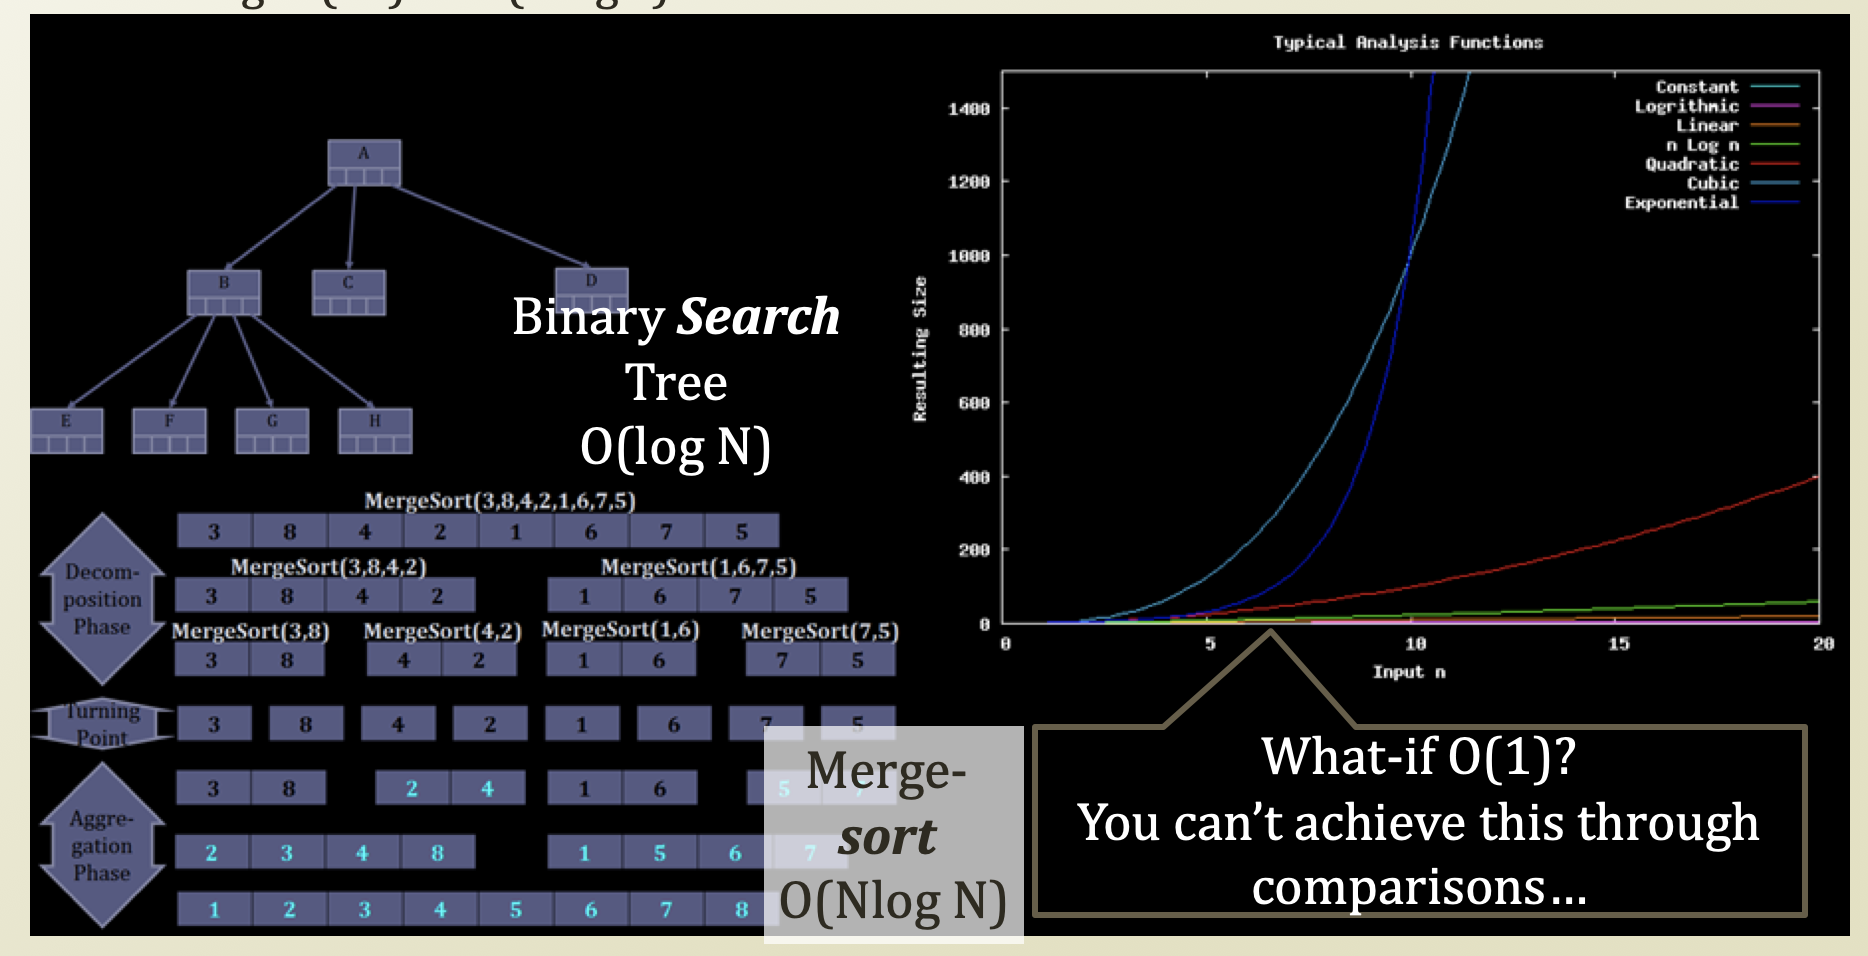 A
B
C
D
E
F
G
H
Binary Search
Tree
O(log N)
MergeSort(3,8,4,2,1,6,7,5)
3 8 4 2 1 6 7 5
Decom-
position
Phase
MergeSort(3,8,4,2) MergeSort(1,6,7,5)
3 8 4 2 1 6 7 5
MergeSort(3,8) MergeSort(4,2) MergeSort(1,6) MergeSort(7,5)
3 8 4 2 1 6 7 5
Turning
Point
3 8 4 2 1 6 7 5
Aggre-
gation
Phase
3 8 2 4 1 6 5 7
2 3 4 8 1 5 6 7
1 2 3 4 5 6 7 8
Merge-
sort
O(Nlog N)
Typical Analysis Functions
Constant
Logrithmic
Linear
n Log n
Quadratic
Cubic
Exponential
1400
1200
1000
800
600
400
200
0
Resulting Size
0 5 10 15 20
Input n
What-if O(1)?
You can’t achieve this through
comparisons…